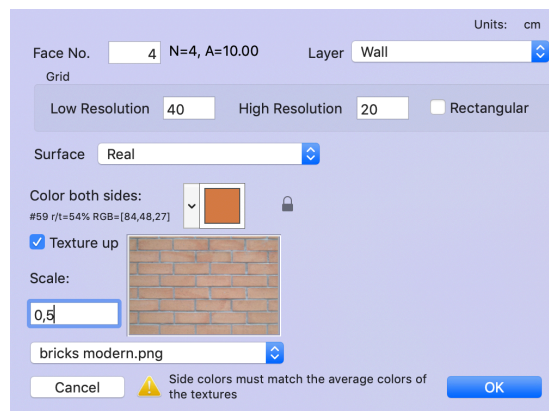 Units: cm
Face No. 4 N=4, A=10.00 Layer Wall
Grid
Low Resolution 40 High Resolution 20 Rectangular
Surface Real
Color both sides:
#59 r/t=54% RGB=[84,48,27]
Texture up
Scale:
0,5
bricks modern.png
Cancel Side colors must match the average colors of OK
the textures